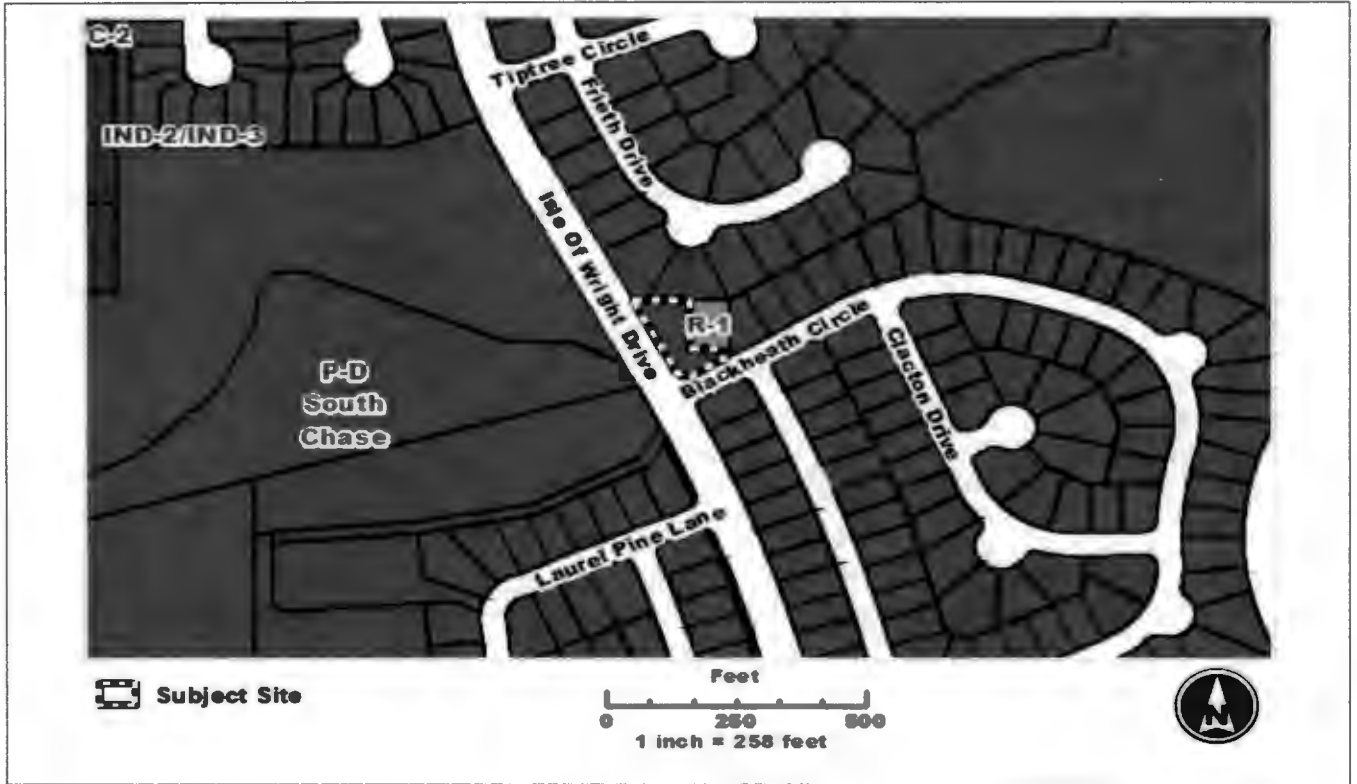 C-2
Tiptree Circle
IND-2/IND-3
Frieth Drive
Isle Of Wright Drive
R-1
Blackheath Circle
P-D
South
Chase
Clacton Drive
Laurel Pine Lane
Subject Site
Feet
0 250 500
1 inch = 258 feet
N